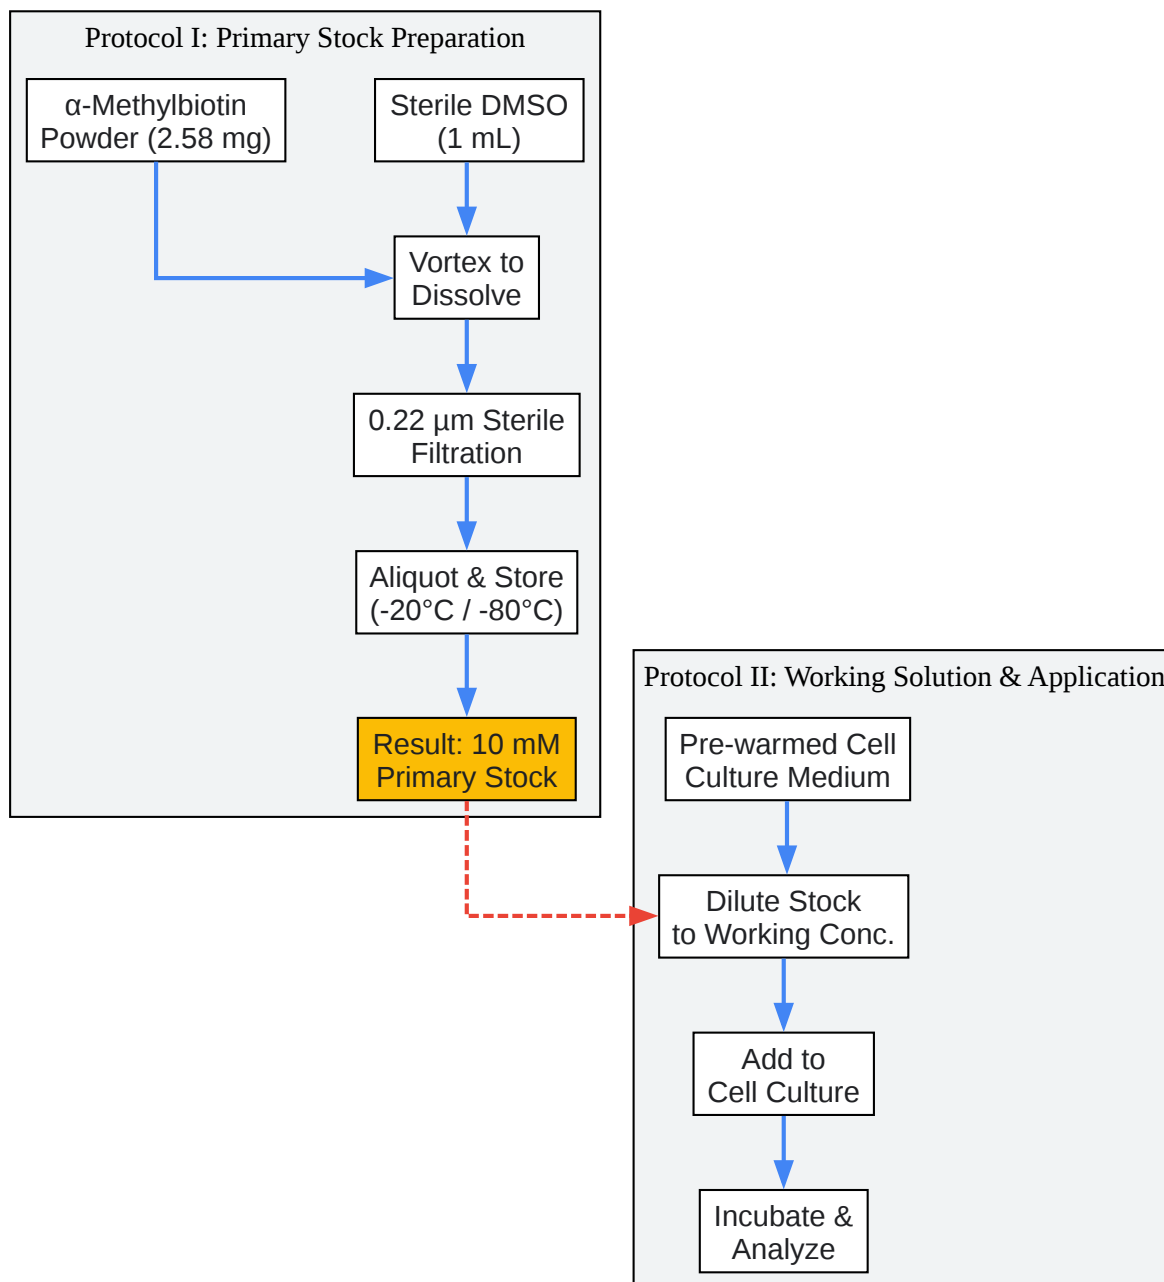 Protocol I: Primary Stock Preparation
α-Methylbiotin
Powder (2.58 mg)
Sterile DMSO
(1 mL)
Vortex to
Dissolve
0.22 µm Sterile
Filtration
Aliquot & Store
(-20°C / -80°C)
Result: 10 mM
Primary Stock
Protocol II: Working Solution & Application
Pre-warmed Cell
Culture Medium
Dilute Stock
to Working Conc.
Add to
Cell Culture
Incubate &
Analyze